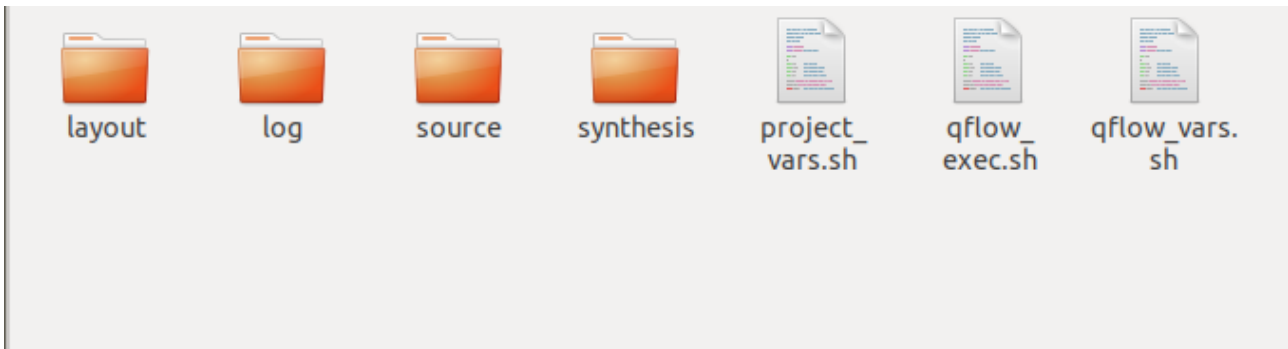 layout
log
source
synthesis
project_
vars.sh
qflow_
exec.sh
qflow_vars.
sh